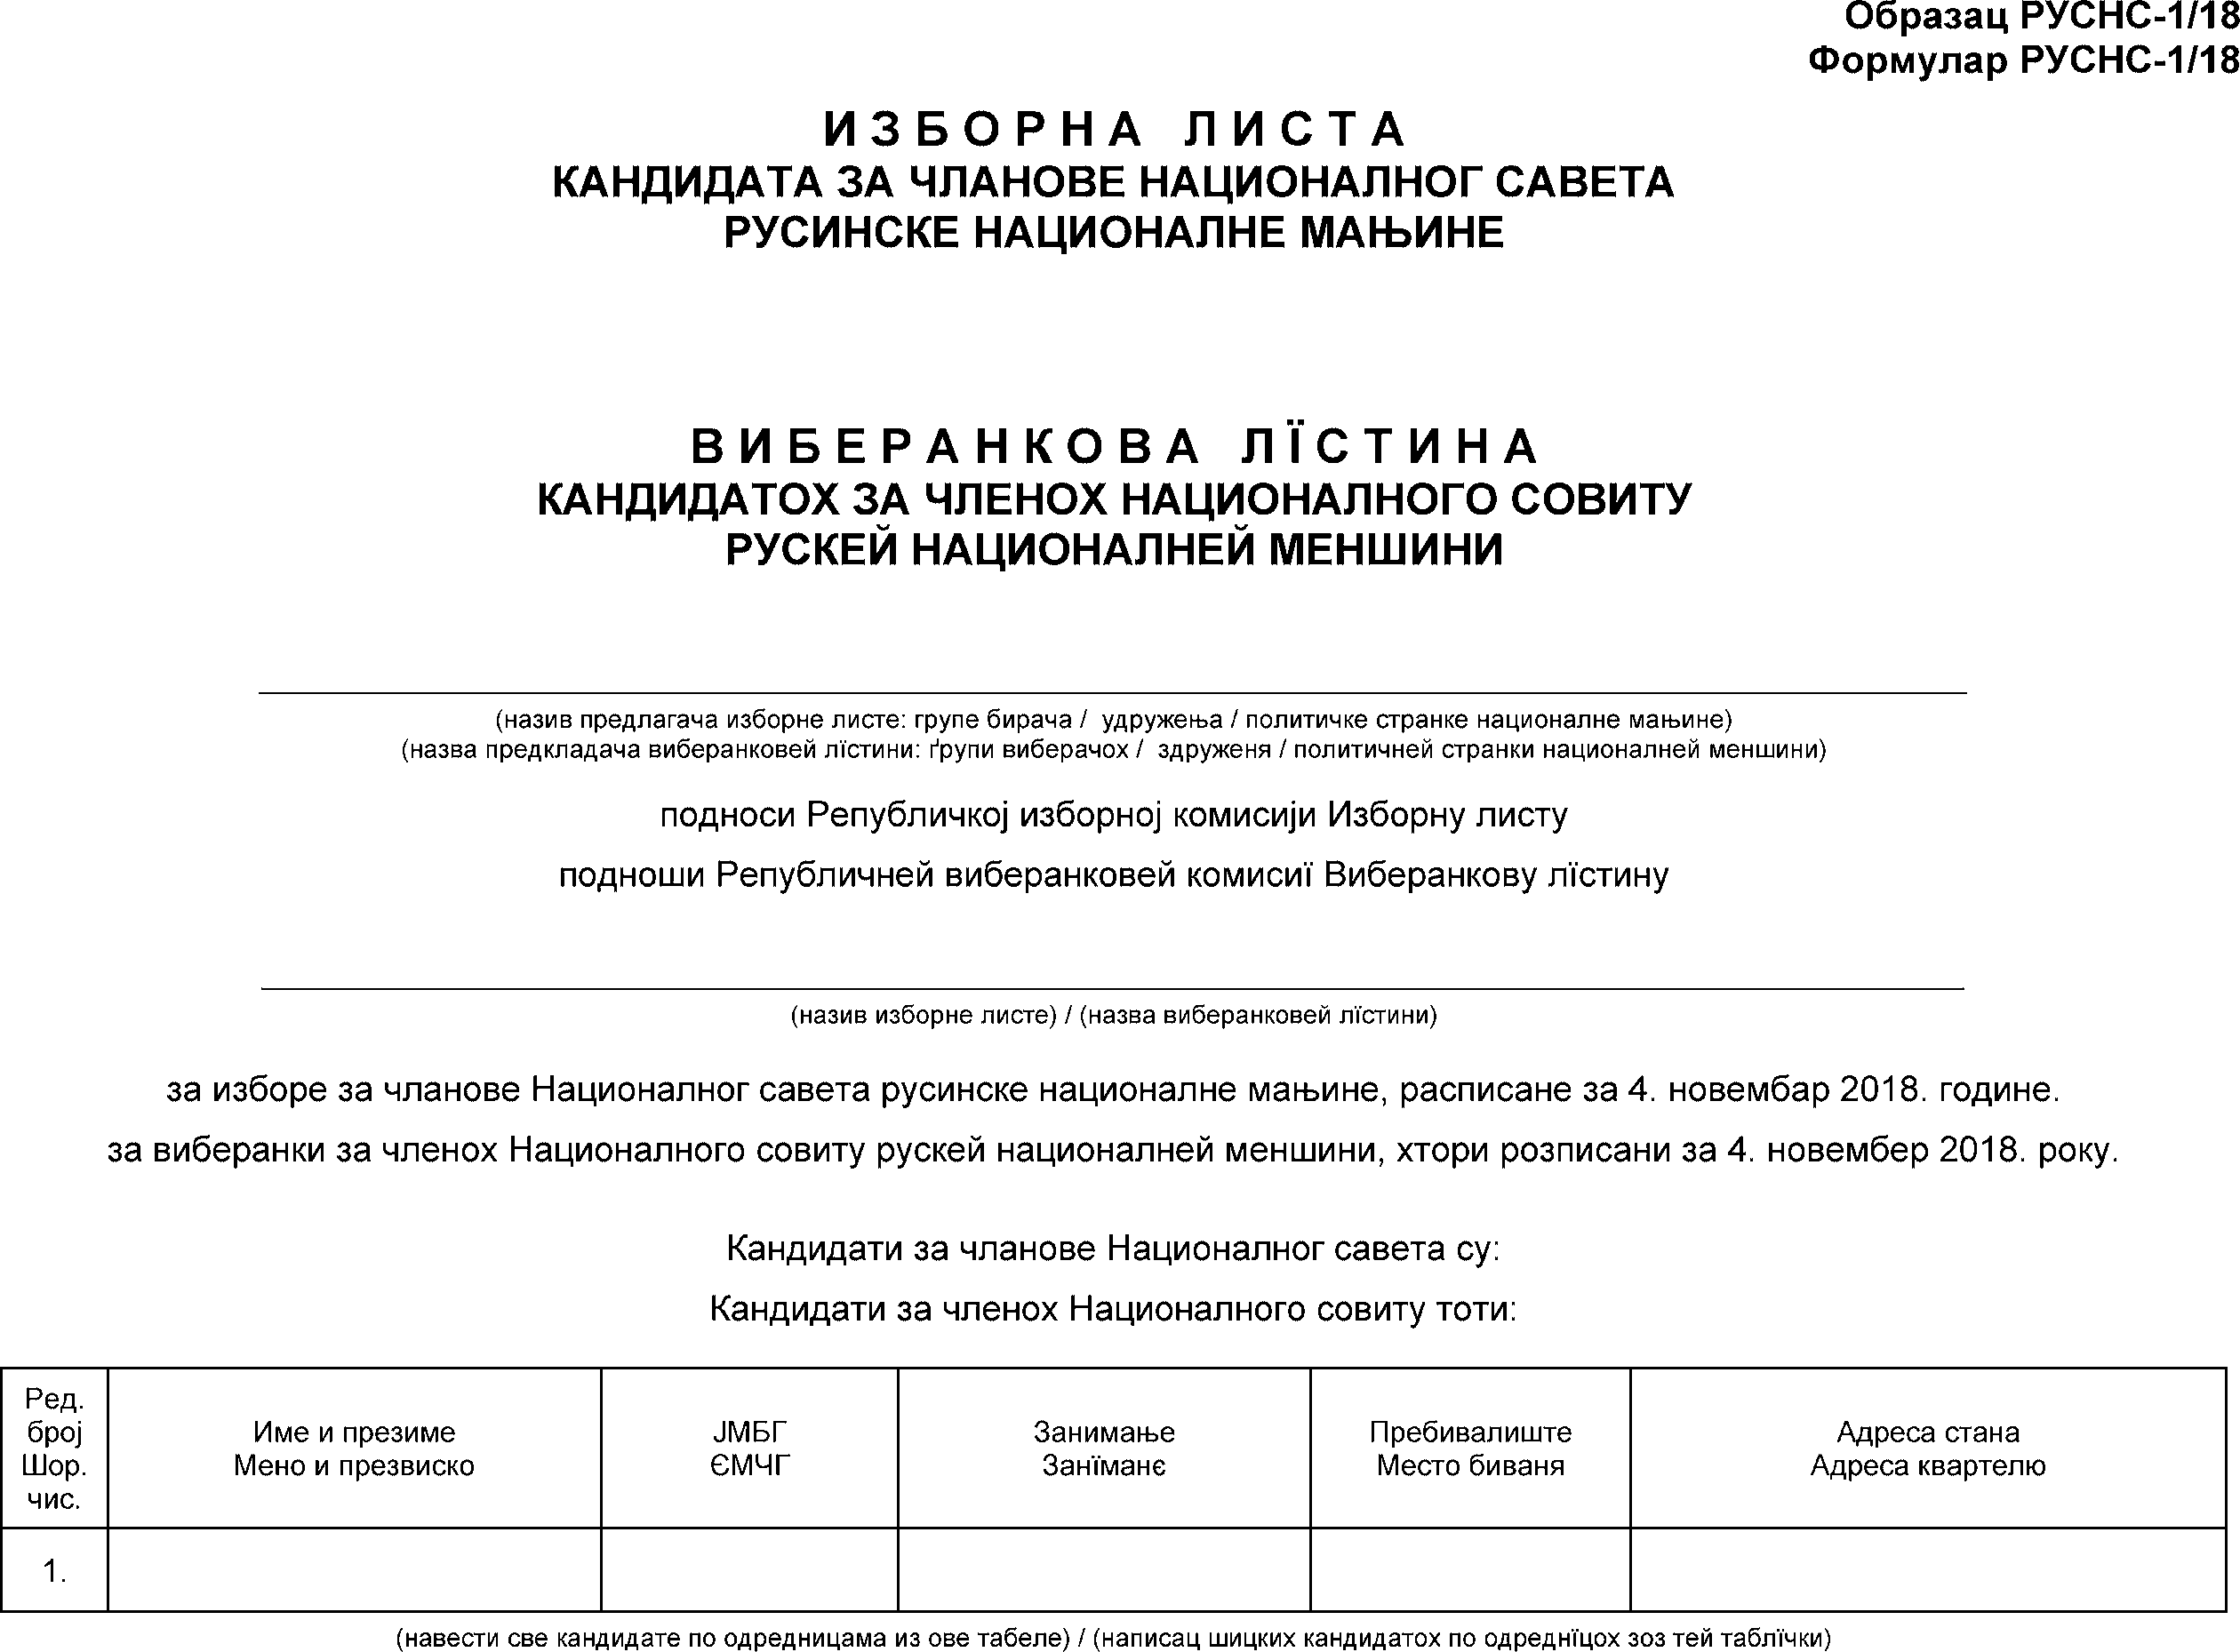 Образац РУСНС-1/18
Формулар РУСНС-1/18
И З Б О Р Н А Л И С Т А
КАНДИДАТА ЗА ЧЛАНОВЕ НАЦИОНАЛНОГ САВЕТА
РУСИНСКЕ НАЦИОНАЛНЕ МАЊИНЕ
В И Б Е Р А Н К О В А Л Ї С Т И Н А
КАНДИДАТОХ ЗА ЧЛЕНОХ НАЦИОНАЛНОГО СОВИТУ
РУСКЕЙ НАЦИОНАЛНЕЙ МЕНШИНИ
(назив предлагача изборне листе: групе бирача / удружења / политичке странке националне мањине)
(назва предкладача виберанковей лїстини: ґрупи виберачох / здруженя / политичней странки националней меншини)
подноси Републичкој изборној комисији Изборну листу
подноши Републичней виберанковей комисиї Виберанкову лїстину
(назив изборне листе) / (назва виберанковей лїстини)
за изборе за чланове Националног савета русинске националне мањине, расписане за 4. новембар 2018. године.
за виберанки за членох Националного совиту рускей националней меншини, хтори розписани за 4. новембер 2018. року.
Кандидати за чланове Националног савета су:
Кандидати за членох Националного совиту тоти:
Ред.
број
Шор.
чис.
Име и презиме
Мено и презвиско
ЈМБГ
ЄМЧГ
Занимање
Занїманє
Пребивалиште
Место биваня
Адреса стана
Адреса квартелю
1.
(навести све кандидате по одредницама из ове табеле) / (написац шицких кандидатох по одреднїцох зоз тей таблїчки)